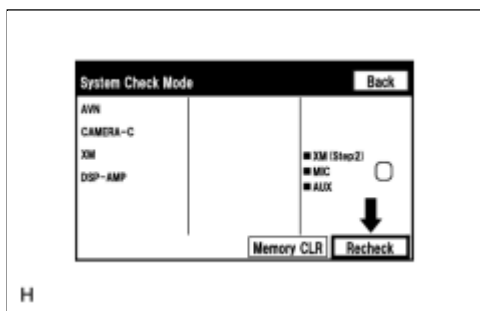 System Check Mode
Back
AVN
CAMERA-C
XM
DSP-AMP
■ XM (Step2)
■ MIC
■ AUX
Memory CLR
Recheck
H